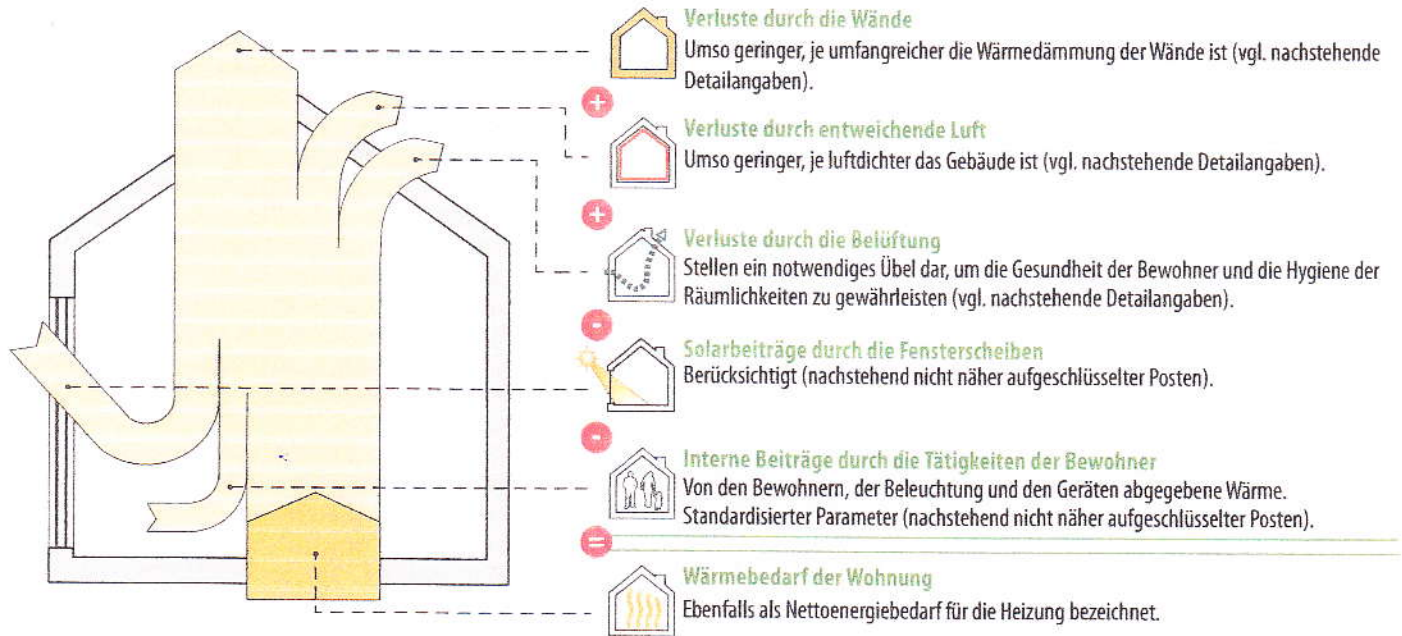 Verluste durch die Wände
Umso geringer, je umfangreicher die Wärmedämmung der Wände ist (vgl. nachstehende
Detailangaben).
+
Verluste durch entweichende Luft
Umso geringer, je luftdichter das Gebäude ist (vgl. nachstehende Detailangaben).
+
Verluste durch die Belüftung
Stellen ein notwendiges Übel dar, um die Gesundheit der Bewohner und die Hygiene der
Räumlichkeiten zu gewährleisten (vgl. nachstehende Detailangaben).
-
Solarbeiträge durch die Fensterscheiben
Berücksichtigt (nachstehend nicht näher aufgeschlüsselter Posten).
-
Interne Beiträge durch die Tätigkeiten der Bewohner
Von den Bewohnern, der Beleuchtung und den Geräten abgegebene Wärme.
Standardisierter Parameter (nachstehend nicht näher aufgeschlüsselter Posten).
=
Wärmebedarf der Wohnung
Ebenfalls als Nettoenergiebedarf für die Heizung bezeichnet.